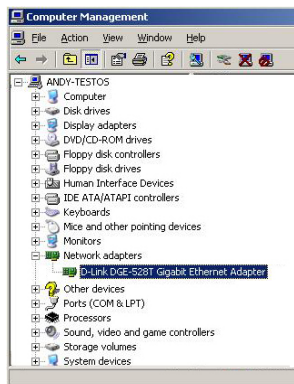 Computer Management
File Action View Window Help
ANDY-TESTOS
Computer
Disk drives
Display adapters
DVD/CD-ROM drives
Floppy disk controllers
Floppy disk drives
Human Interface Devices
IDE ATA/ATAPI controllers
Keyboards
Mice and other pointing devices
Monitors
Network adapters
D-Link DGE-528T Gigabit Ethernet Adapter
Other devices
Ports (COM & LPT)
Processors
Sound, video and game controllers
Storage volumes
System devices